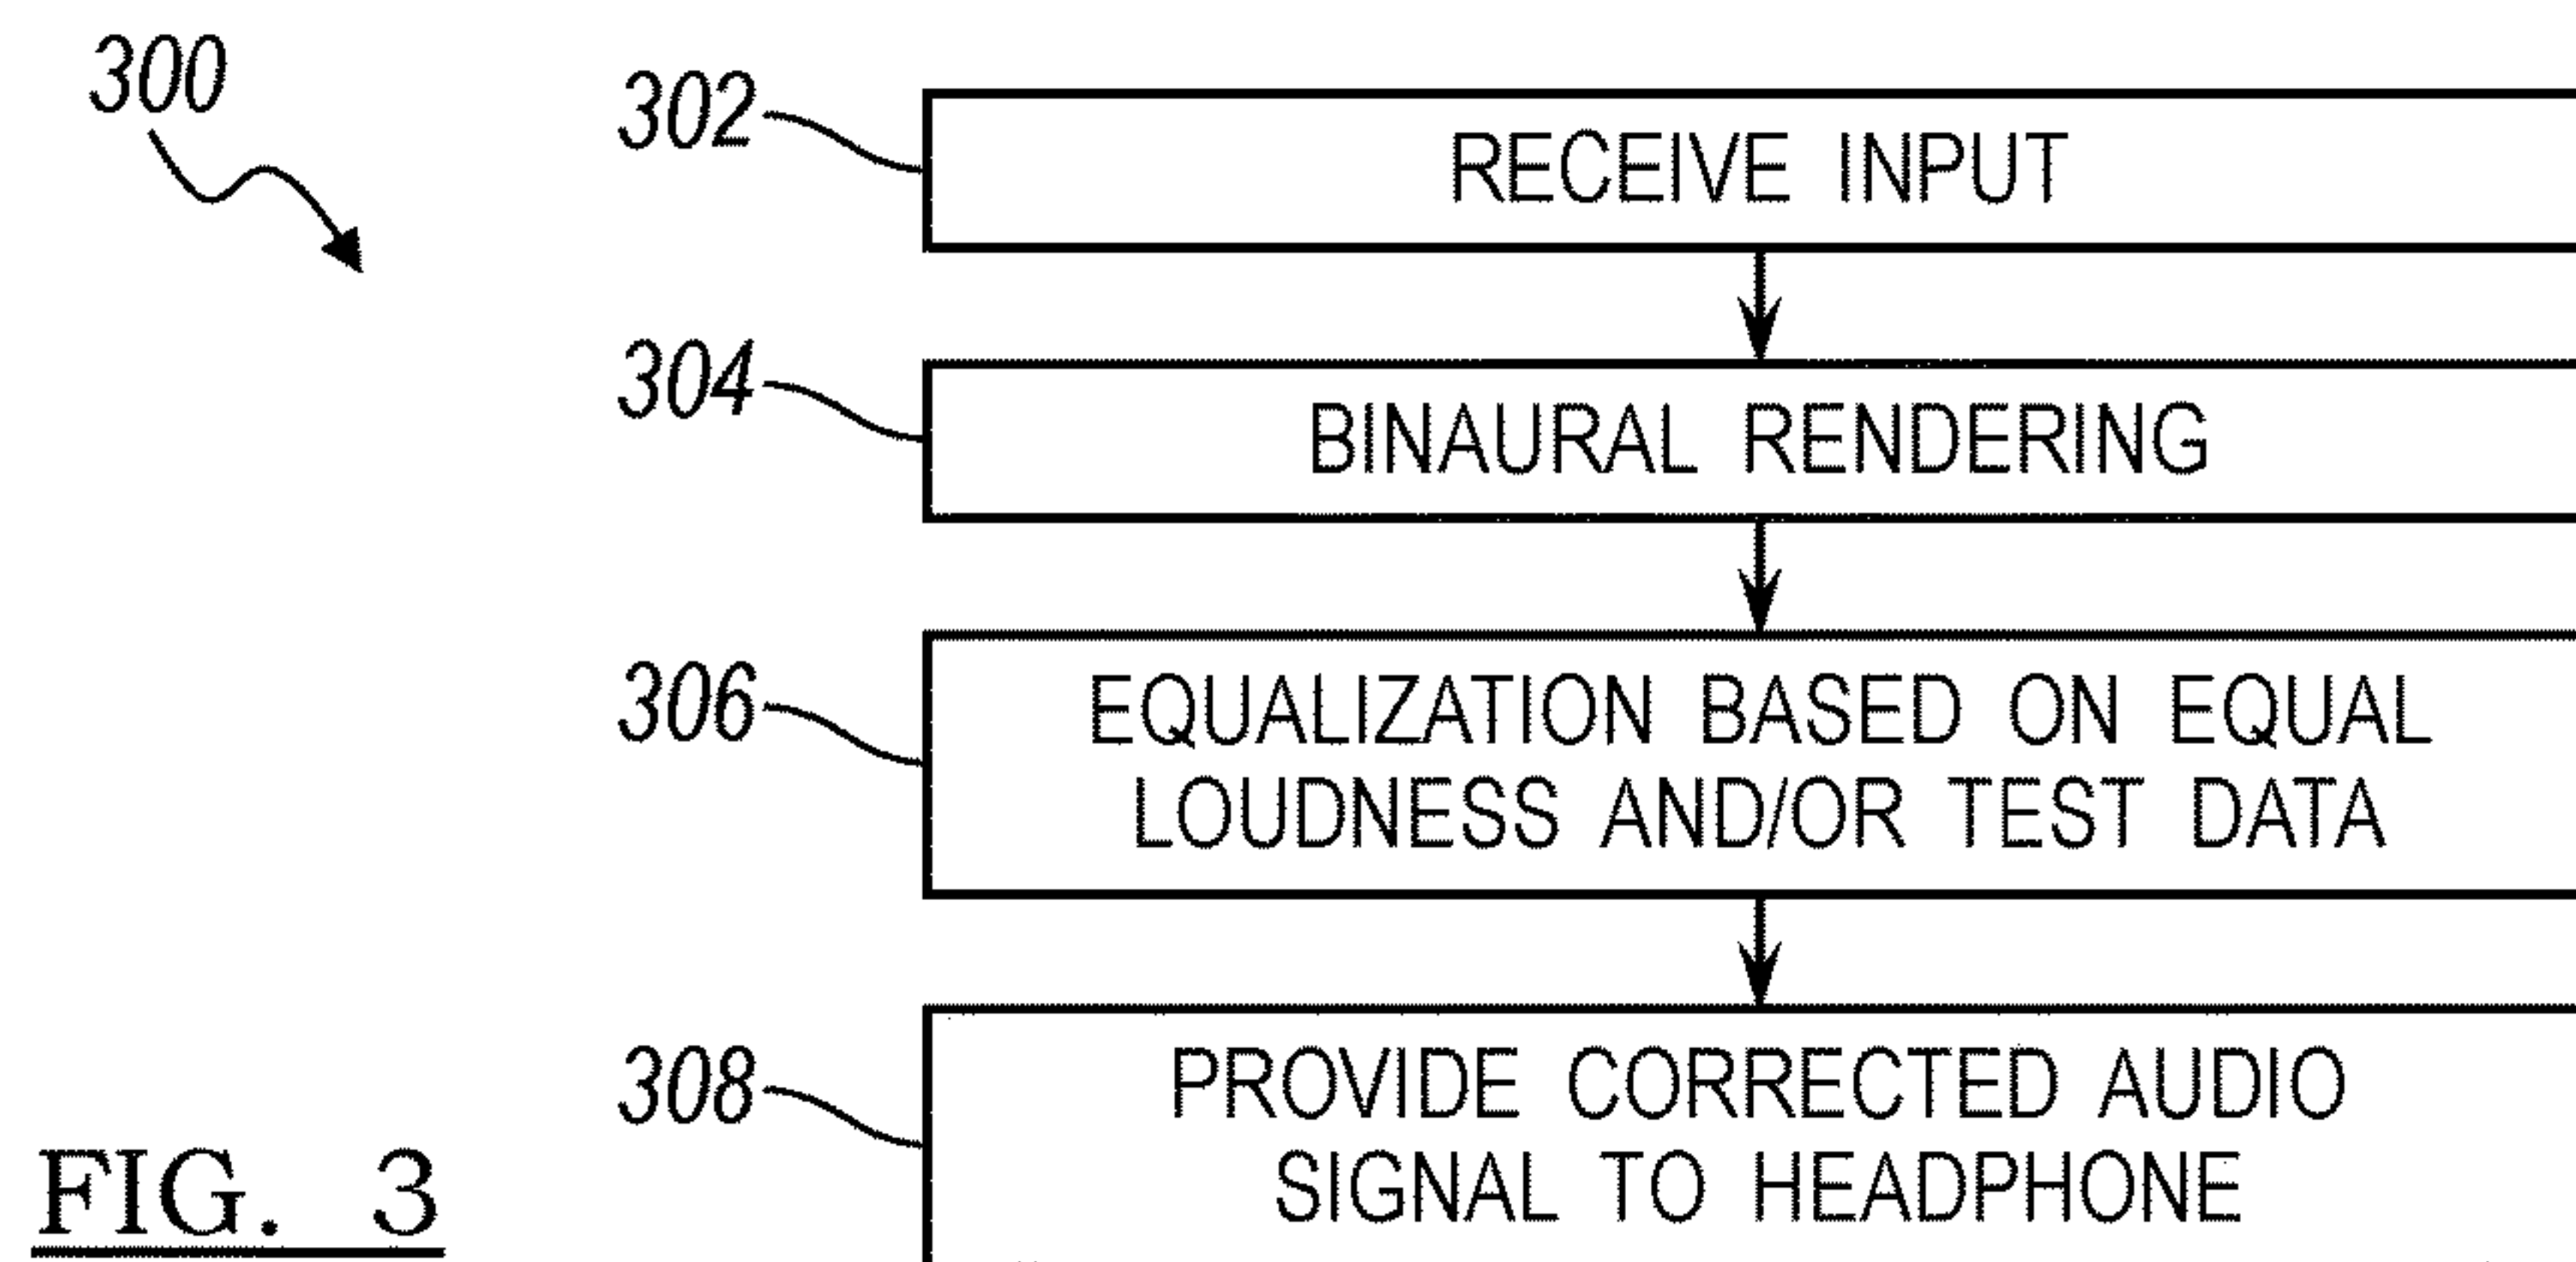 300
302
RECEIVE INPUT
304
BINAURAL RENDERING
306
EQUALIZATION BASED ON EQUAL
LOUDNESS AND/OR TEST DATA
308
PROVIDE CORRECTED AUDIO
SIGNAL TO HEADPHONE
FIG. 3